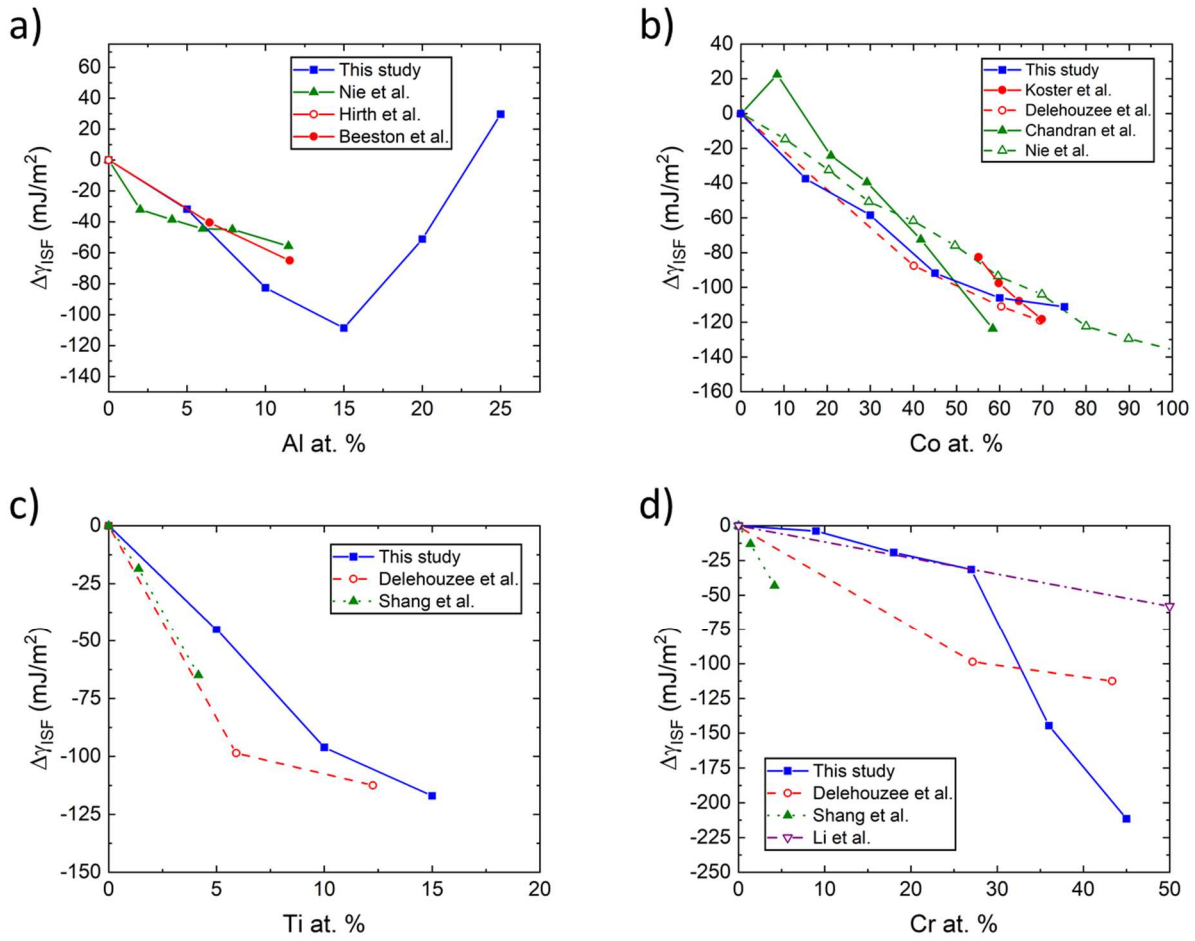 a)
60
40
20
0
-20
-40
-60
-80
-100
-120
-140
ΔγISF (mJ/m²)
This study
Nie et al.
Hirth et al.
Beeston et al.
0 5 10 15 20 25
Al at. %
b)
40
20
0
-20
-40
-60
-80
-100
-120
-140
-160
ΔγISF (mJ/m²)
This study
Koster et al.
Delehouzee et al.
Chandran et al.
Nie et al.
0 10 20 30 40 50 60 70 80 90 100
Co at. %
c)
0
-25
-50
-75
-100
-125
-150
ΔγISF (mJ/m²)
This study
Delehouzee et al.
Shang et al.
0 5 10 15 20
Ti at. %
d)
0
-25
-50
-75
-100
-125
-150
-175
-200
-225
-250
ΔγISF (mJ/m²)
This study
Delehouzee et al.
Shang et al.
Li et al.
0 10 20 30 40 50
Cr at. %